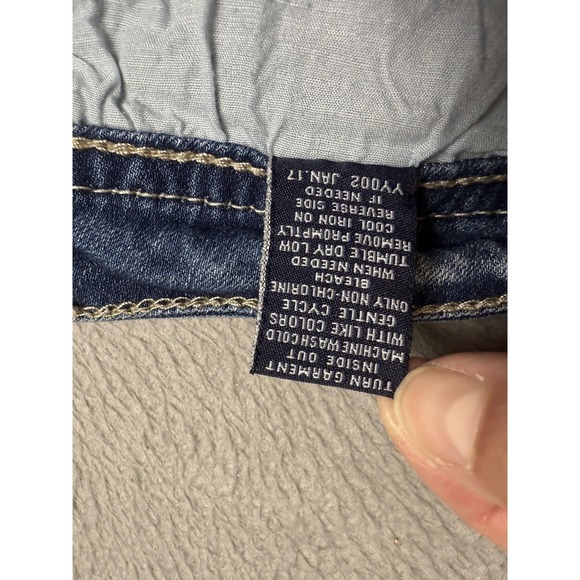 TURN GARMENT
INSIDE OUT
MACHINE WASH COLD
WITH LIKE COLORS
GENTLE CYCLE
ONLY NON-CHLORINE
BLEACH
WHEN NEEDED
TUMBLE DRY LOW
REMOVE PROMPTLY
COOL IRON ON
REVERSE SIDE
IF NEEDED
YY002 JAN.17